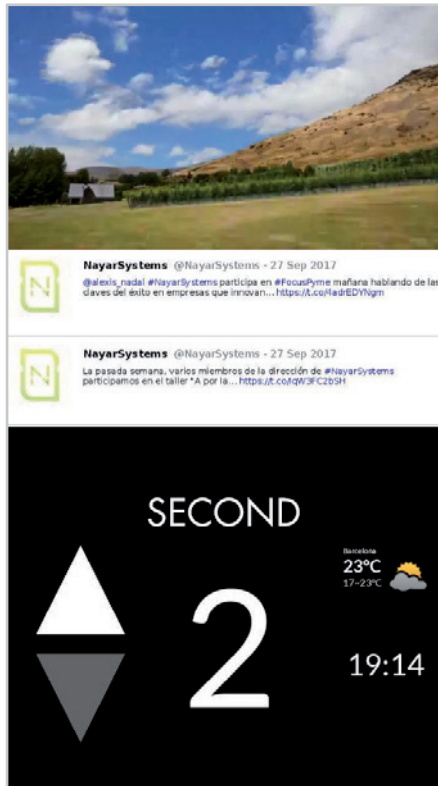 NayarSystems @NayarSystems - 27 Sep 2017
@alexis_nadal #NayarSystems participa en #FocusPyme mañana hablando de las
claves del éxito en empresas que innovan... https://t.co/4adrEDYNgm
NayarSystems @NayarSystems - 27 Sep 2017
La pasada semana, varios miembros de la dirección de #NayarSystems
participamos en el taller "A por la... https://t.co/lqW3FC2bSH
SECOND
2
Barcelona
23ºC
17~23ºC
19:14